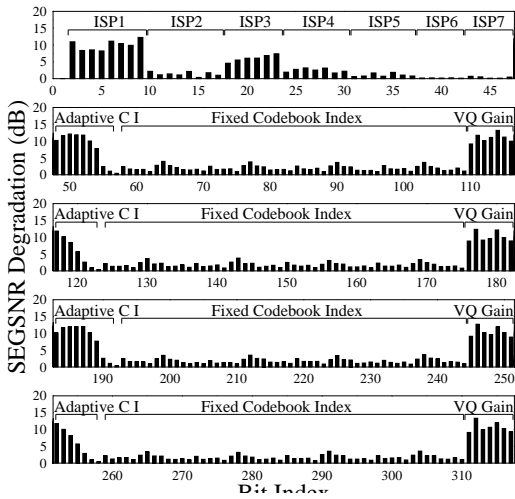 20 ISP1 ISP2 ISP3 ISP4 ISP5 ISP6 ISP7
15
10
5
0
0 5 10 15 20 25 30 35 40 45
SEGSNR Degradation (dB)
20 Adaptive C I Fixed Codebook Index VQ Gain
15
10
5
0
50 60 70 80 90 100 110
20 Adaptive C I Fixed Codebook Index VQ Gain
15
10
5
0
120 130 140 150 160 170 180
20 Adaptive C I Fixed Codebook Index VQ Gain
15
10
5
0
190 200 210 220 230 240 250
20 Adaptive C I Fixed Codebook Index VQ Gain
15
10
5
0
260 270 280 290 300 310
Bit Index